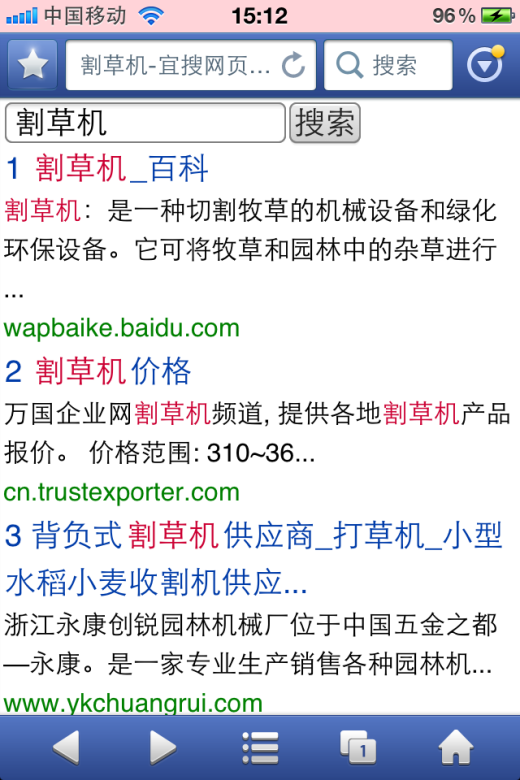 中国移动 15:12 96%
割草机-宜搜网页... 搜索
割草机 搜索
1 割草机_百科
割草机：是一种切割牧草的机械设备和绿化
环保设备。它可将牧草和园林中的杂草进行
...
wapbaike.baidu.com
2 割草机价格
万国企业网割草机频道, 提供各地割草机产品
报价。 价格范围: 310~36...
cn.trustexporter.com
3 背负式割草机供应商_打草机_小型
水稻小麦收割机供应...
浙江永康创锐园林机械厂位于中国五金之都
—永康。是一家专业生产销售各种园林机...
www.ykchuangrui.com
1